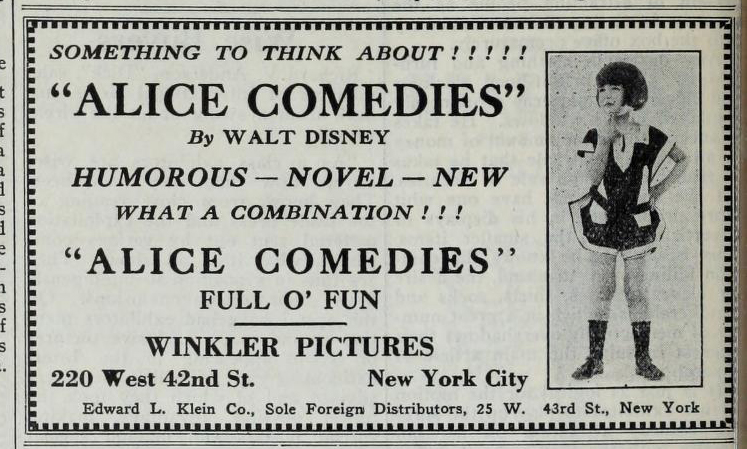 SOMETHING TO THINK ABOUT!!!!!
"ALICE COMEDIES"
By WALT DISNEY
HUMOROUS — NOVEL — NEW
WHAT A COMBINATION!!!
"ALICE COMEDIES"
FULL O' FUN
WINKLER PICTURES
220 West 42nd St. New York City
Edward L. Klein Co., Sole Foreign Distributors, 25 W. 43rd St., New York